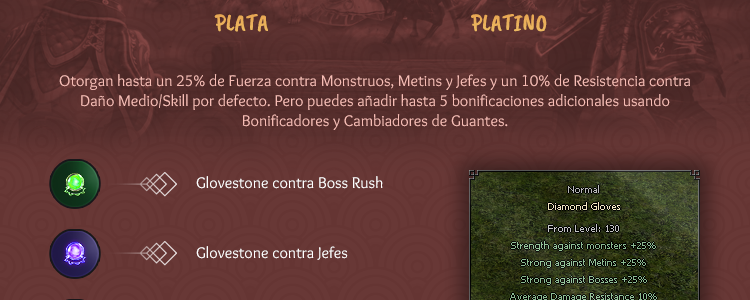 PLATA
PLATINO
Otorgan hasta un 25% de Fuerza contra Monstruos, Metins y Jefes y un 10% de Resistencia contra
Daño Medio/Skill por defecto. Pero puedes añadir hasta 5 bonificaciones adicionales usando
Bonificadores y Cambiadores de Guantes.
Glovestone contra Boss Rush
Glovestone contra Jefes
Normal
Diamond Gloves
From Level: 130
Strength against monsters +25%
Strong against Metins +25%
Strong against Bosses +25%
Average Damage Resistance 10%